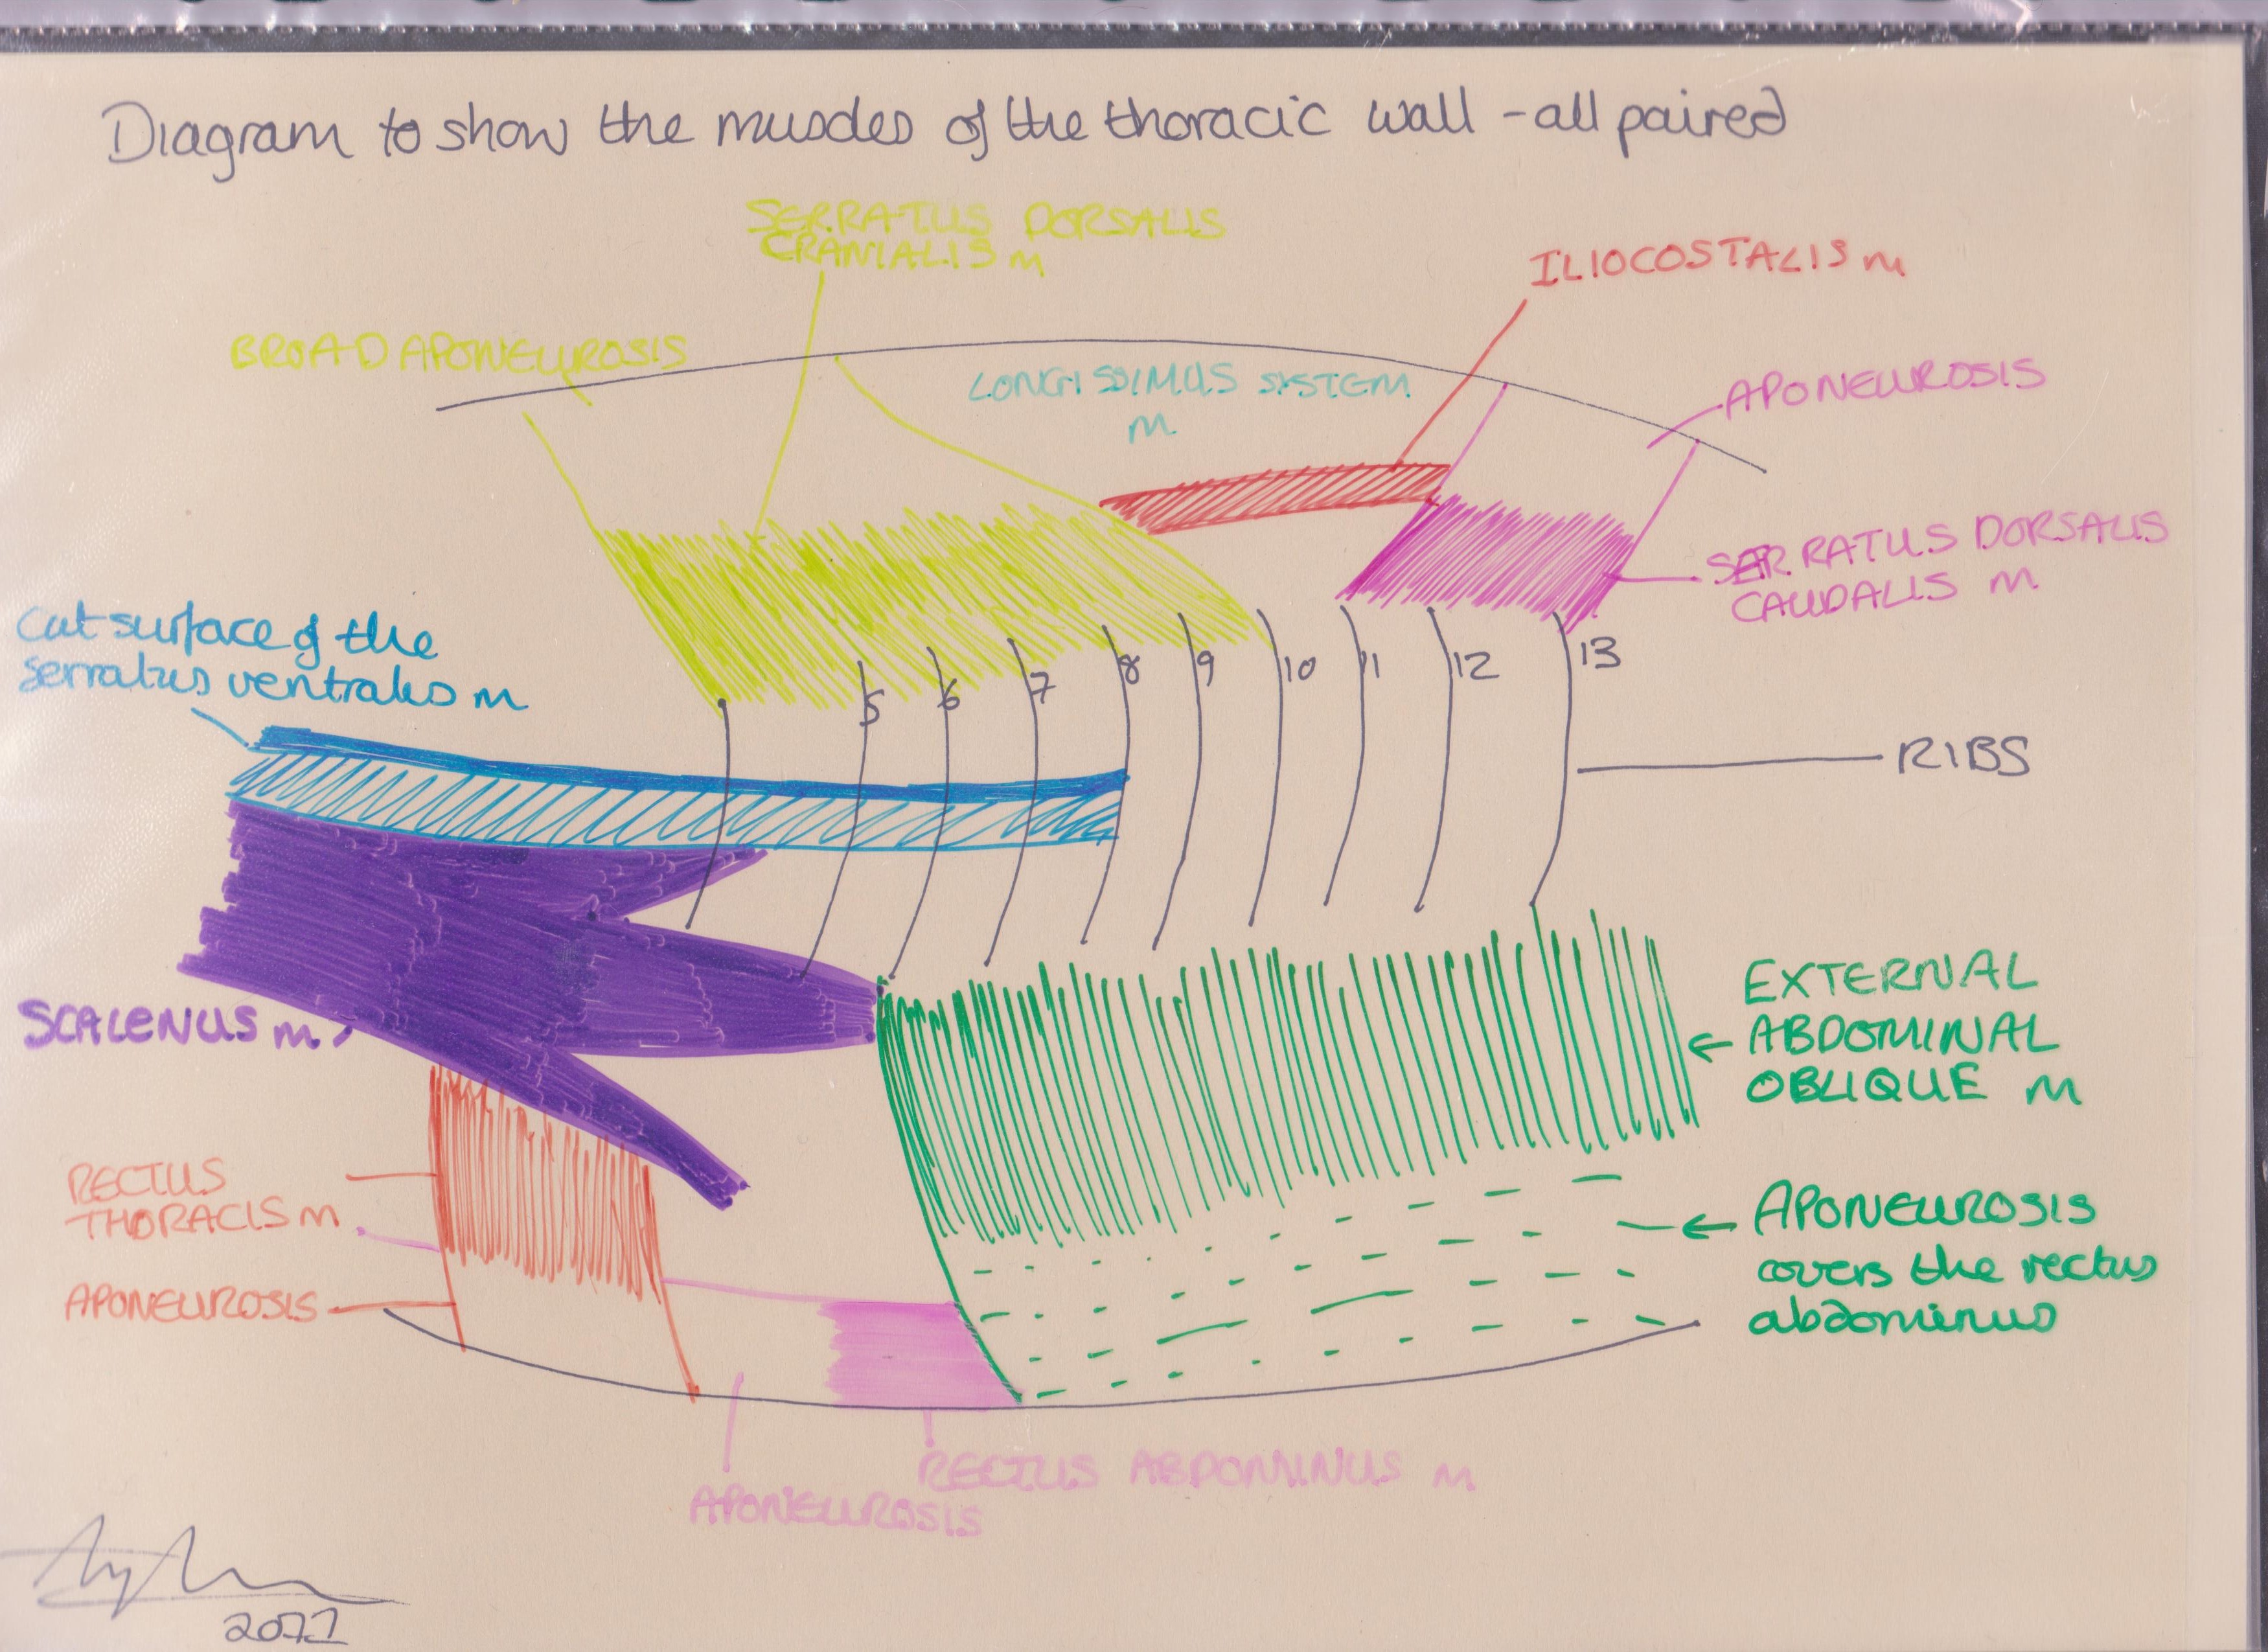 Diagram to show the muscles of the thoracic wall - all paired
SERRATUS DORSALIS
CRANIALIS m
ILIOCOSTALIS m
BROAD APONEUROSIS
LONGISSIMUS SYSTEM
m
APONEUROSIS
SERRATUS DORSALIS
CAUDALIS m
Cut surface of the
serratus ventralis m
5 6 7 8 9 10 11 12 13
RIBS
SCALENUS m
EXTERNAL
ABDOMINAL
OBLIQUE m
RECTUS
THORACIS m
APONEUROSIS
APONEUROSIS
covers the rectus
abdominus
RECTUS ABDOMINUS m
APONEUROSIS